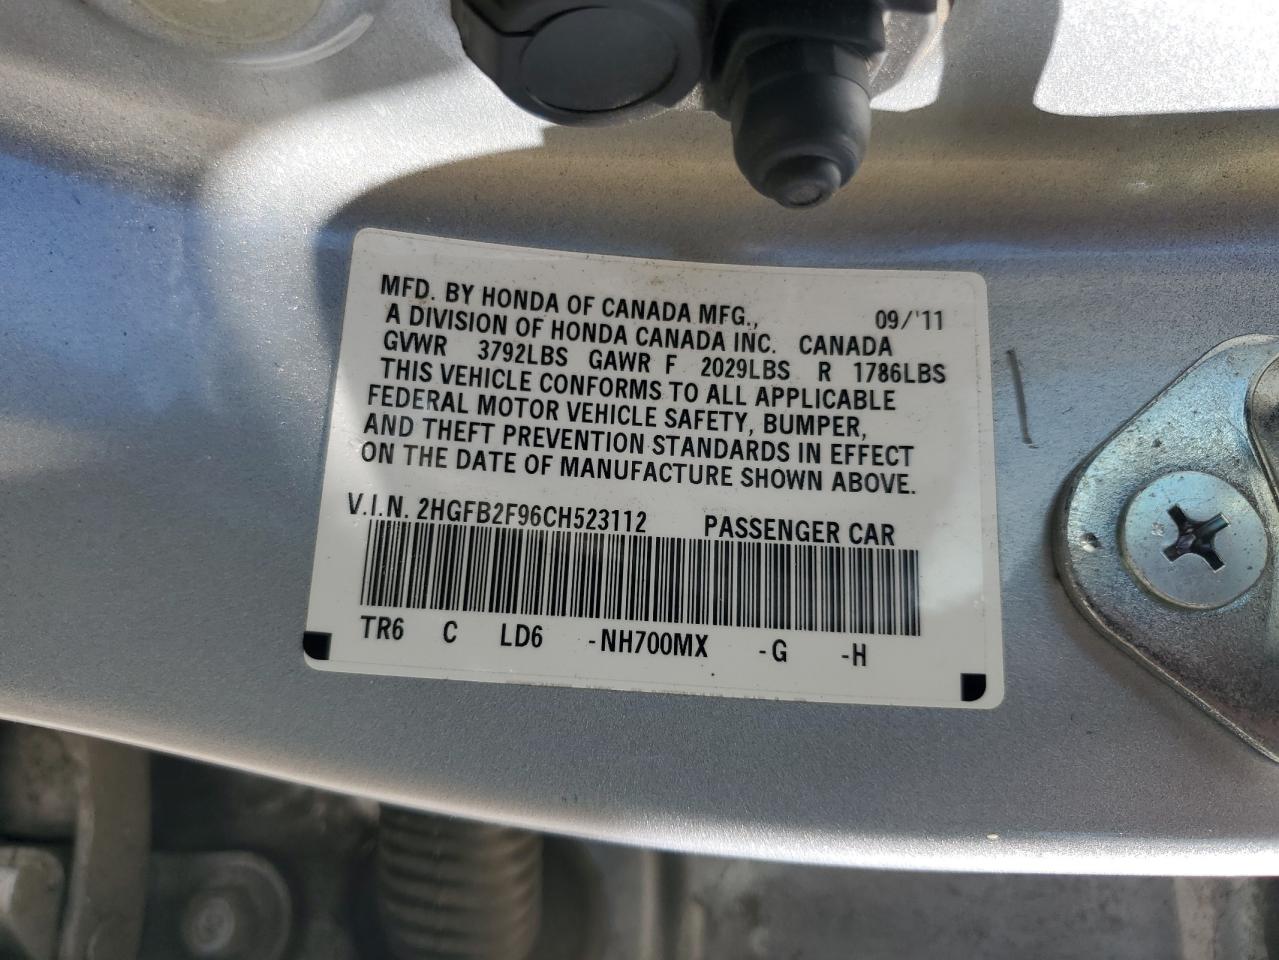 MFD. BY HONDA OF CANADA MFG., 09/'11
A DIVISION OF HONDA CANADA INC. CANADA
GVWR 3792LBS GAWR F 2029LBS R 1786LBS
THIS VEHICLE CONFORMS TO ALL APPLICABLE
FEDERAL MOTOR VEHICLE SAFETY, BUMPER,
AND THEFT PREVENTION STANDARDS IN EFFECT
ON THE DATE OF MANUFACTURE SHOWN ABOVE.
V.I.N. 2HGFB2F96CH523112 PASSENGER CAR
TR6 C LD6 -NH700MX -G -H